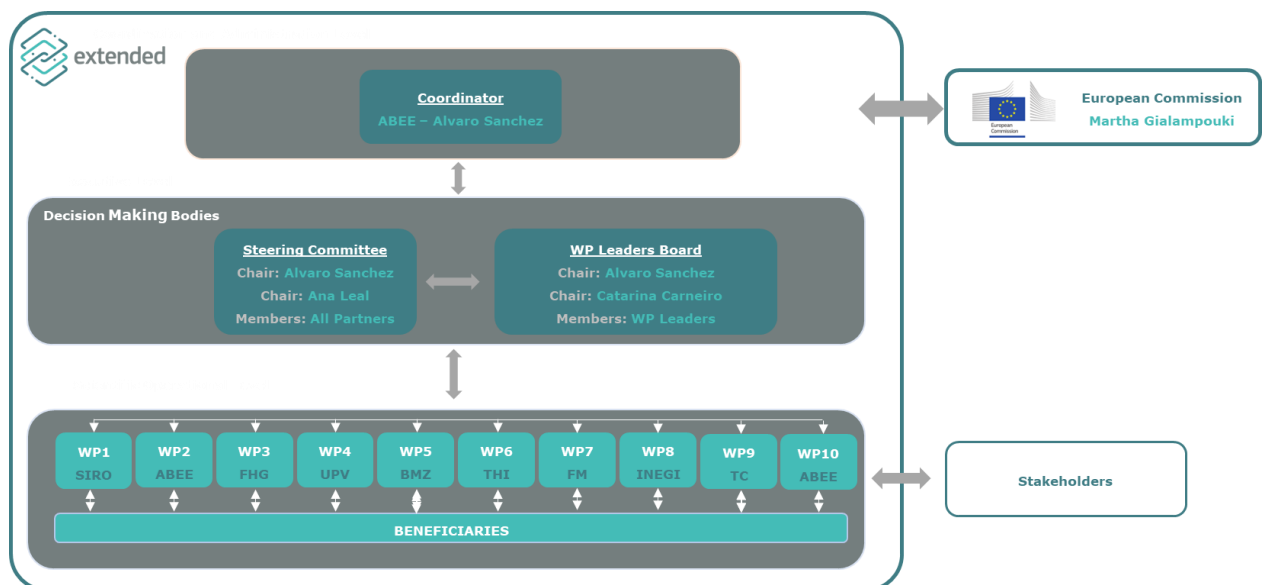 extended
Coordinator
ABEE – Alvaro Sanchez
European
Commission
European Commission
Martha Gialampouki
Decision Making Bodies
Steering Committee
Chair: Alvaro Sanchez
Chair: Ana Leal
Members: All Partners
WP Leaders Board
Chair: Alvaro Sanchez
Chair: Catarina Carneiro
Members: WP Leaders
WP1
SIRO
WP2
ABEE
WP3
FHG
WP4
UPV
WP5
BMZ
WP6
THI
WP7
FM
WP8
INEGI
WP9
TC
WP10
ABEE
BENEFICIARIES
Stakeholders